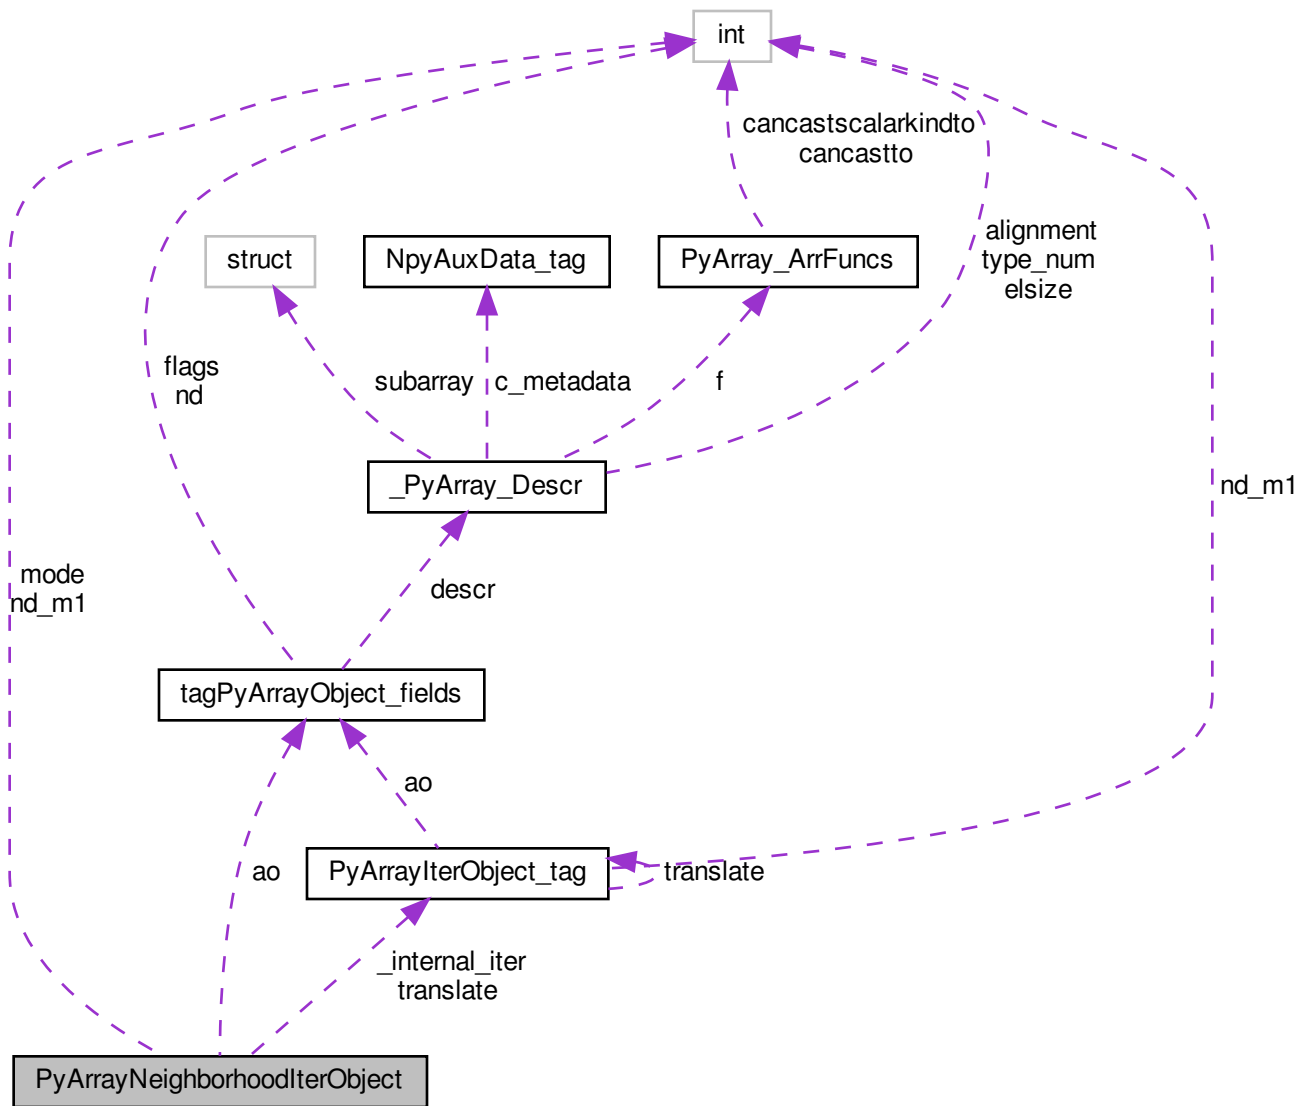 int
cancastscalarkindto
cancastto
alignment
type_num
elsize
struct
NpyAuxData_tag
PyArray_ArrFuncs
flags
nd
subarray
c_metadata
f
_PyArray_Descr
nd_m1
mode
nd_m1
descr
tagPyArrayObject_fields
ao
ao
PyArrayIterObject_tag
translate
_internal_iter
translate
PyArrayNeighborhoodIterObject